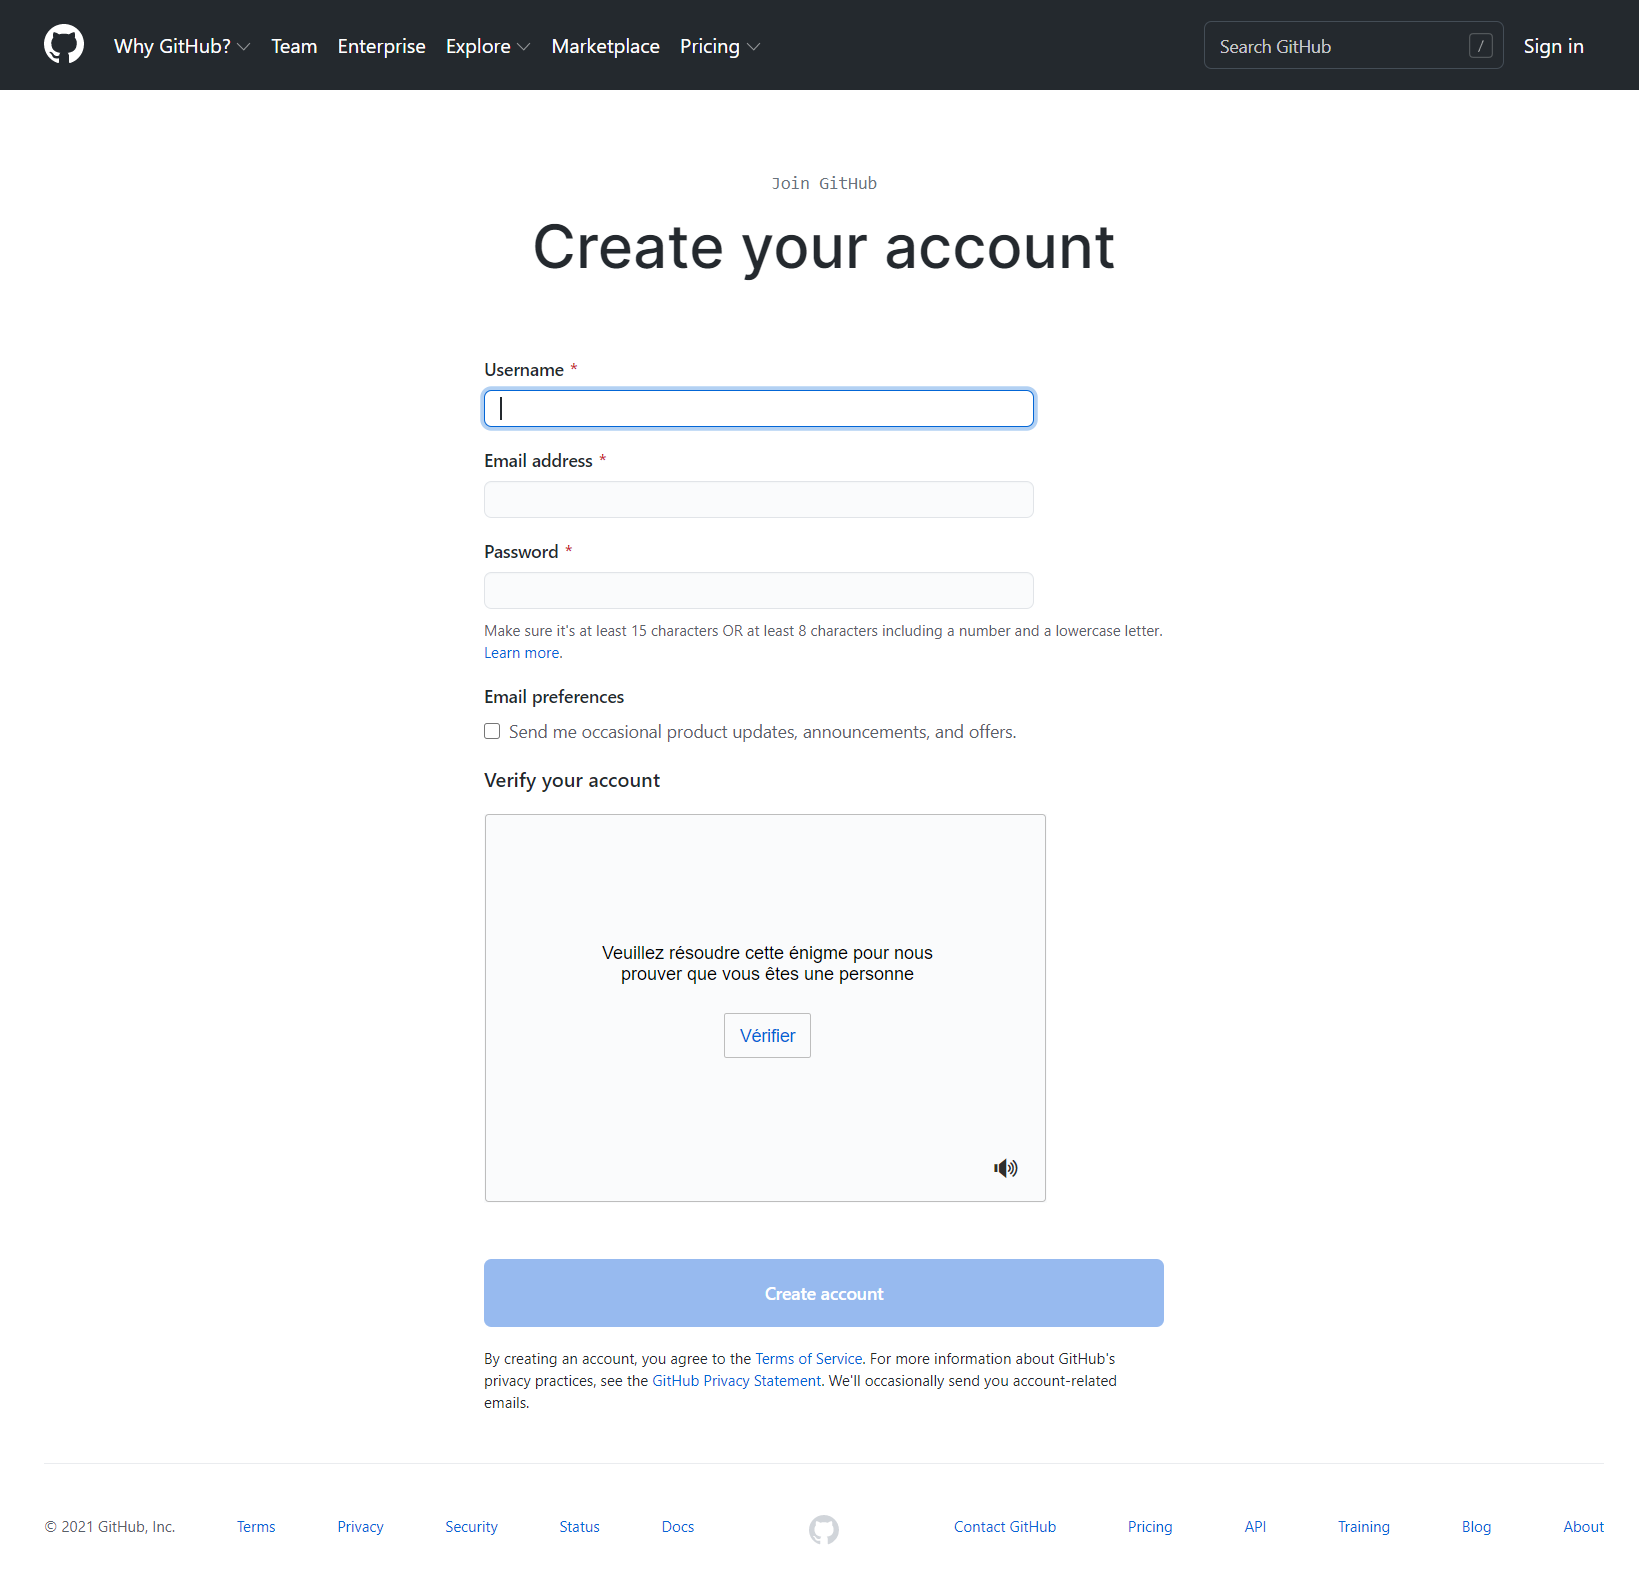 Why GitHub? Team Enterprise Explore Marketplace Pricing Search GitHub / Sign in
Join GitHub
Create your account
Username *
Email address *
Password *
Make sure it's at least 15 characters OR at least 8 characters including a number and a lowercase letter.
Learn more.
Email preferences
Send me occasional product updates, announcements, and offers.
Verify your account
Veuillez résoudre cette énigme pour nous
prouver que vous êtes une personne
Vérifier
Create account
By creating an account, you agree to the Terms of Service. For more information about GitHub's
privacy practices, see the GitHub Privacy Statement. We'll occasionally send you account-related
emails.
© 2021 GitHub, Inc. Terms Privacy Security Status Docs Contact GitHub Pricing API Training Blog About